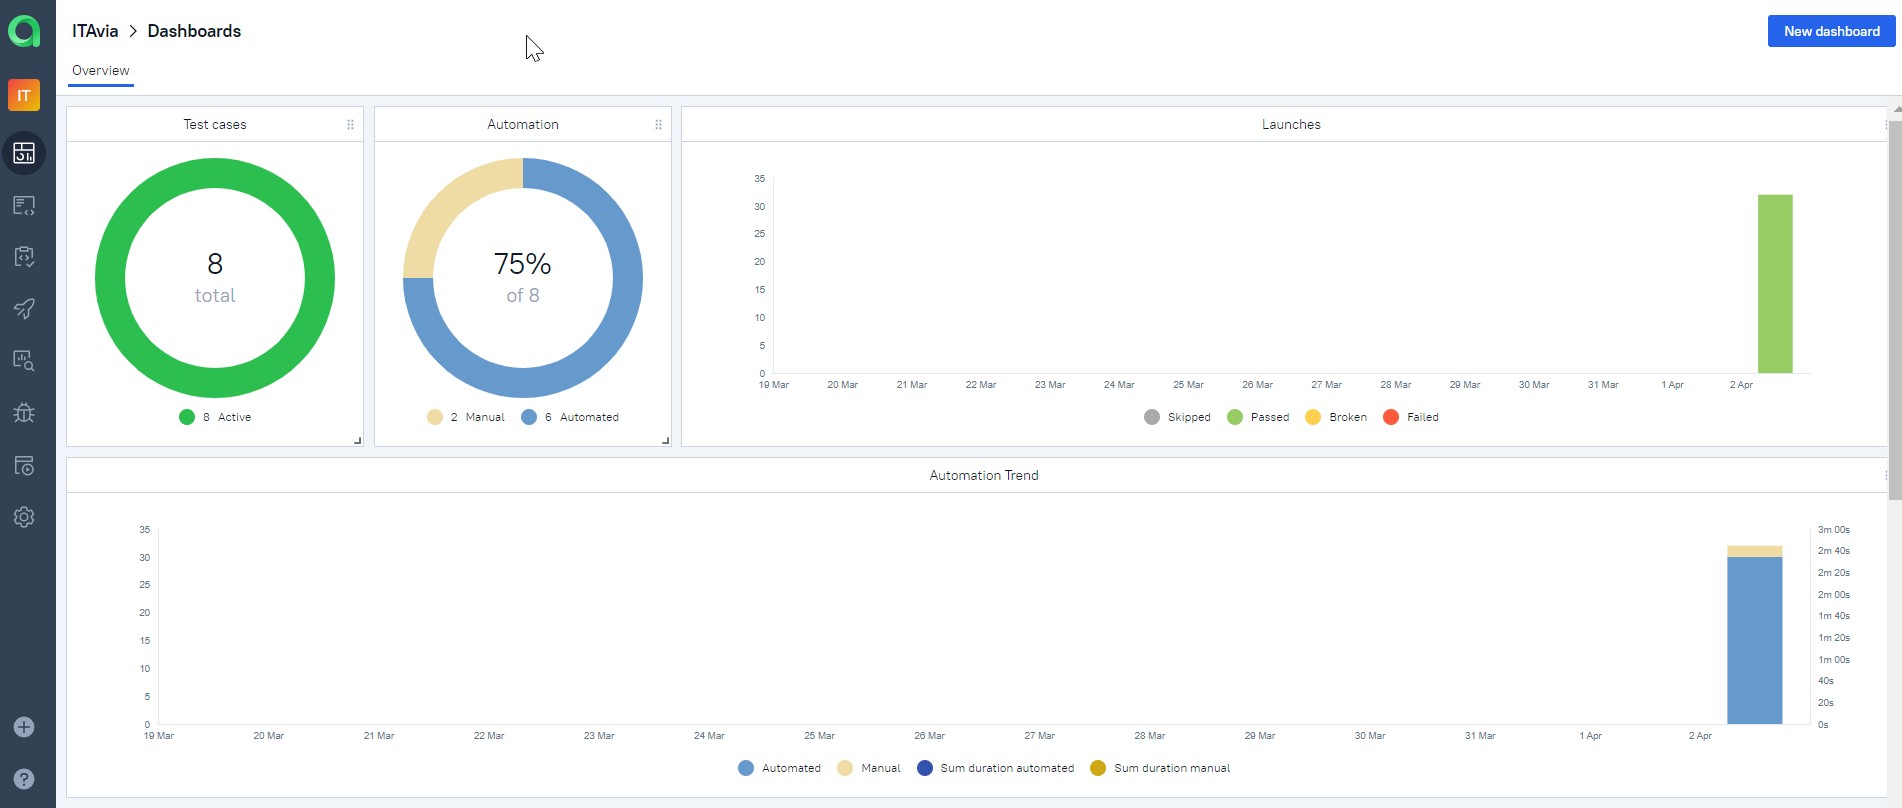 ITAvia > Dashboards
New dashboard
Overview
IT
Test cases
8
total
8 Active
Automation
75%
of 8
2 Manual 6 Automated
Launches
35
30
25
20
15
10
5
0
19 Mar 20 Mar 21 Mar 22 Mar 23 Mar 24 Mar 25 Mar 26 Mar 27 Mar 28 Mar 29 Mar 30 Mar 31 Mar 1 Apr 2 Apr
Skipped Passed Broken Failed
Automation Trend
35
30
25
20
15
10
5
0
3m 00s
2m 40s
2m 20s
2m 00s
1m 40s
1m 20s
1m 00s
40s
20s
0s
19 Mar 20 Mar 21 Mar 22 Mar 23 Mar 24 Mar 25 Mar 26 Mar 27 Mar 28 Mar 29 Mar 30 Mar 31 Mar 1 Apr 2 Apr
Automated Manual Sum duration automated Sum duration manual